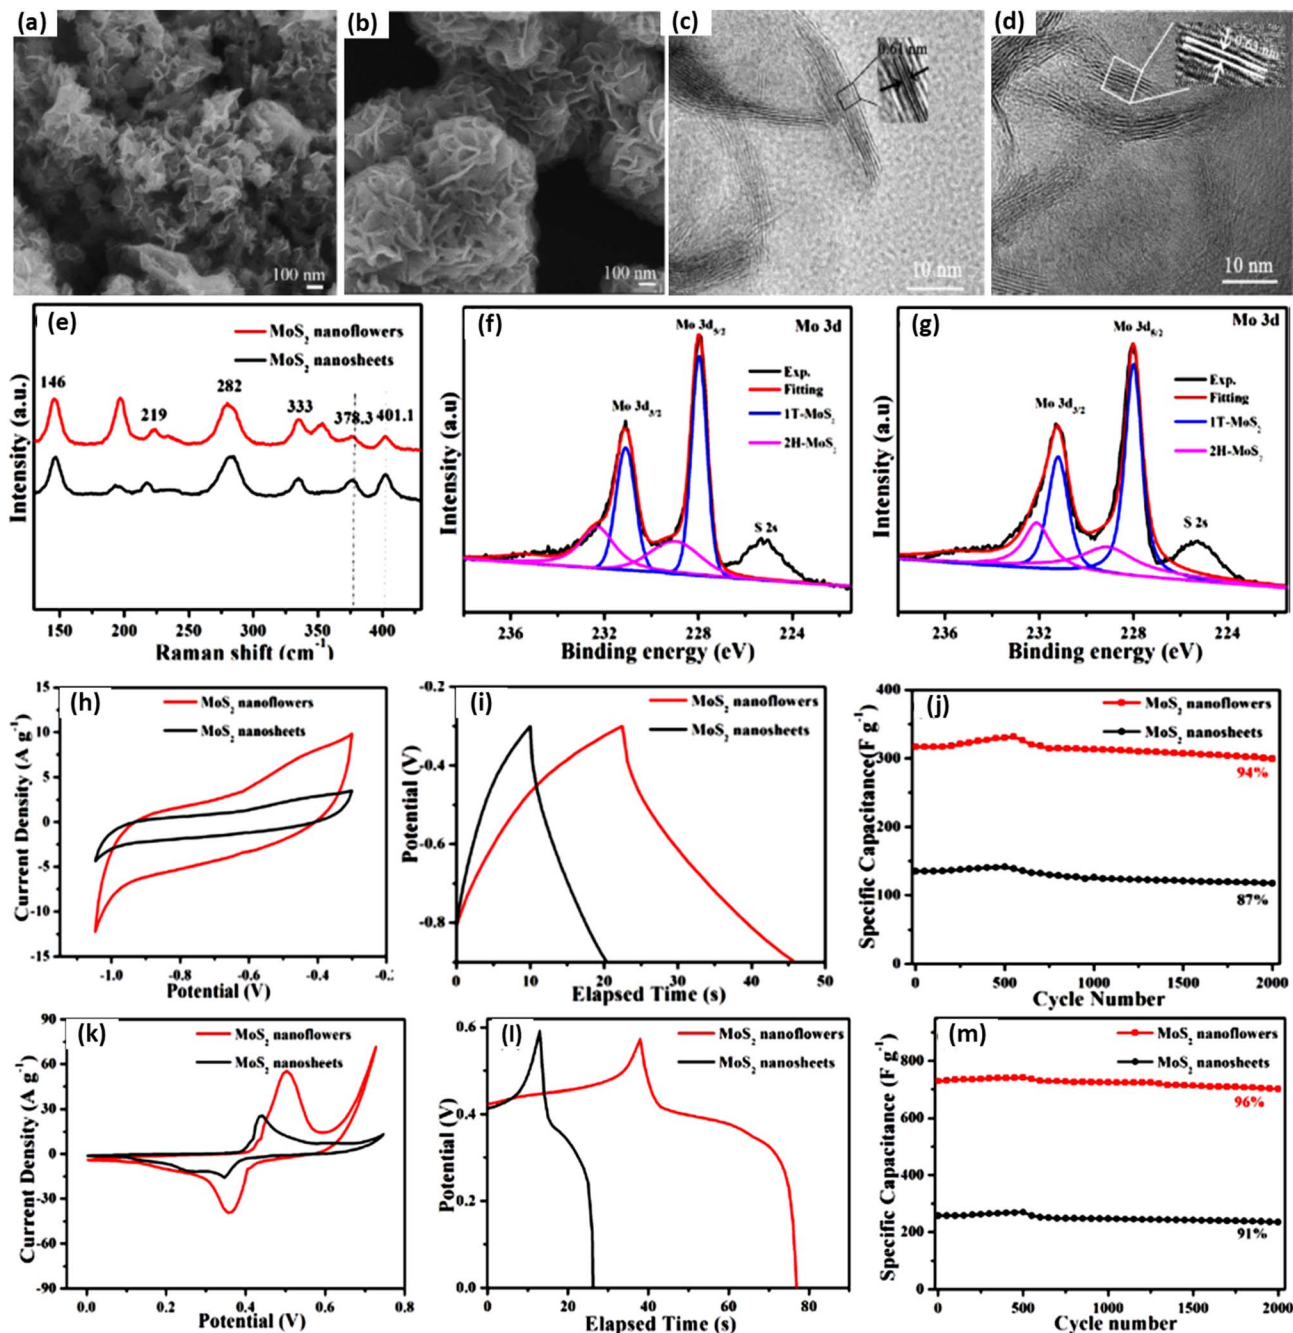 (a)
100 nm
(b)
100 nm
(c)
0.61 nm
10 nm
(d)
0.63 nm
10 nm
(e)
MoS2 nanoflowers
MoS2 nanosheets
146
219
282
333
378.3
401.1
Intensity (a.u.)
150 200 250 300 350 400
Raman shift (cm-1)
(f)
Mo 3d5/2
Mo 3d
Mo 3d3/2
Exp.
Fitting
1T-MoS2
2H-MoS2
S 2s
Intensity (a.u)
236 232 228 224
Binding energy (eV)
(g)
Mo 3d5/2
Mo 3d
Mo 3d3/2
Exp.
Fitting
1T-MoS2
2H-MoS2
S 2s
Intensity (a.u)
236 232 228 224
Binding energy (eV)
(h)
MoS2 nanoflowers
MoS2 nanosheets
Current Density (A g-1)
15
10
5
0
-5
-10
-15
-1.0 -0.8 -0.6 -0.4
Potential (V)
(i)
MoS2 nanoflowers
MoS2 nanosheets
Potential (V)
-0.2
-0.4
-0.6
-0.8
0 10 20 30 40 50
Elapsed Time (s)
(j)
MoS2 nanoflowers
MoS2 nanosheets
94%
87%
Specific Capacitance(F g-1)
400
300
200
100
0
0 500 1000 1500 2000
Cycle Number
(k)
MoS2 nanoflowers
MoS2 nanosheets
Current Density (A g-1)
90
60
30
0
-30
-60
-90
0.0 0.2 0.4 0.6 0.8
Potential (V)
(l)
MoS2 nanoflowers
MoS2 nanosheets
Potential (V)
0.6
0.4
0.2
0.0
0 20 40 60 80
Elapsed Time (s)
(m)
MoS2 nanoflowers
MoS2 nanosheets
96%
91%
Specific Capacitance (F g-1)
800
600
400
200
0
0 500 1000 1500 2000
Cycle number